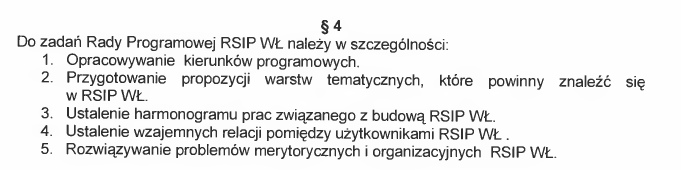 § 4
Do zadań Rady Programowej RSIP WŁ należy w szczególności:
1. Opracowywanie kierunków programowych.
2. Przygotowanie propozycji warstw tematycznych, które powinny znaleźć się
w RSIP WŁ.
3. Ustalenie harmonogramu prac związanego z budową RSIP WŁ.
4. Ustalenie wzajemnych relacji pomiędzy użytkownikami RSIP WŁ .
5. Rozwiązywanie problemów merytorycznych i organizacyjnych RSIP WŁ.